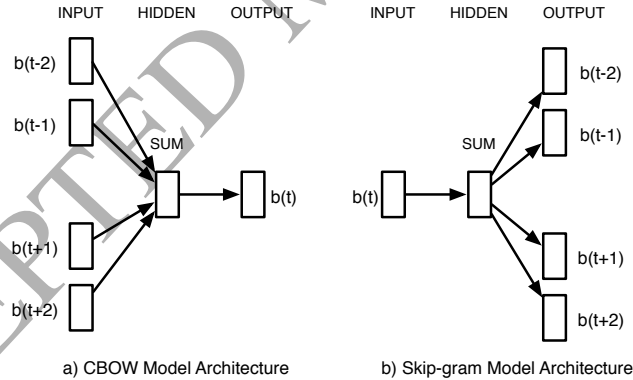 INPUT HIDDEN OUTPUT
b(t-2)
b(t-1)
SUM
b(t)
b(t+1)
b(t+2)
a) CBOW Model Architecture
INPUT HIDDEN OUTPUT
b(t-2)
b(t-1)
SUM
b(t)
b(t+1)
b(t+2)
b) Skip-gram Model Architecture